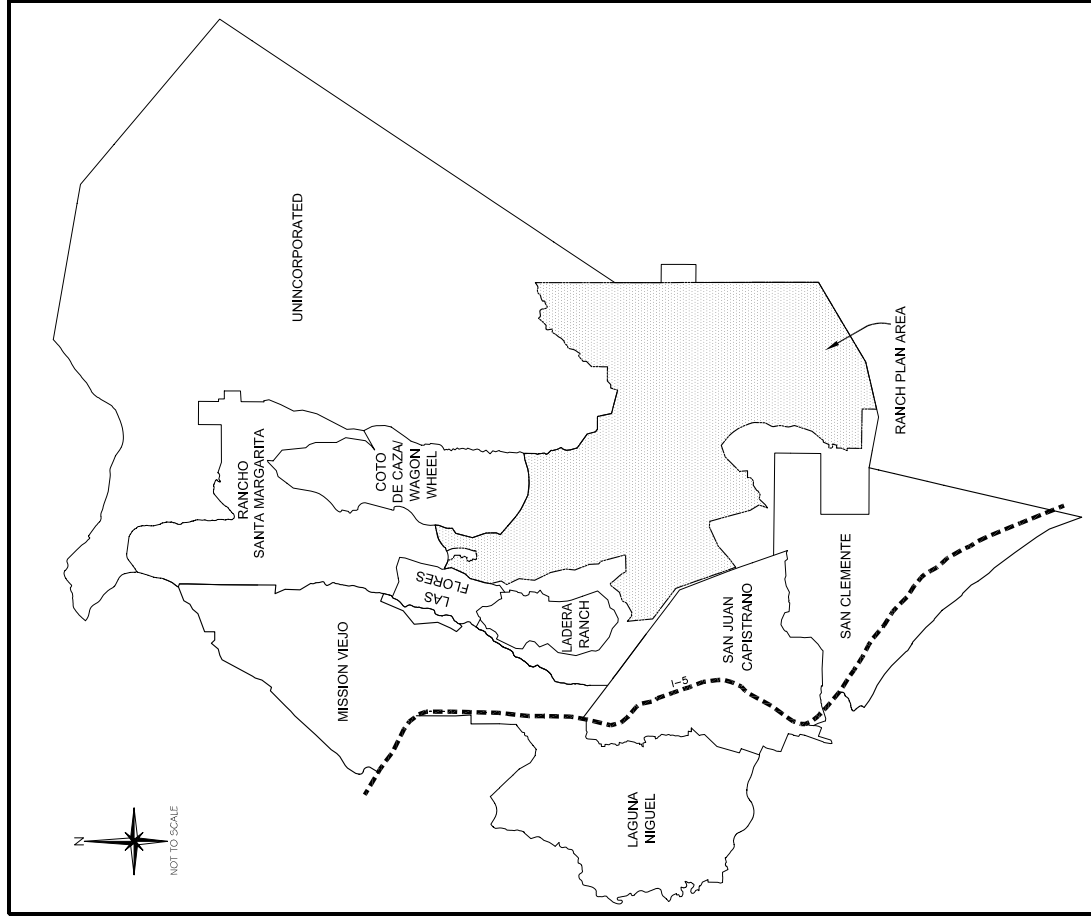 UNINCORPORATED
RANCHO
SANTA MARGARITA
COTO
DE CAZA/
WAGON
WHEEL
RANCH PLAN AREA
LAS
FLORES
MISSION VIEJO
LADERA
RANCH
SAN JUAN
CAPISTRANO
SAN CLEMENTE
I-5
LAGUNA
NIGUEL
N
NOT TO SCALE